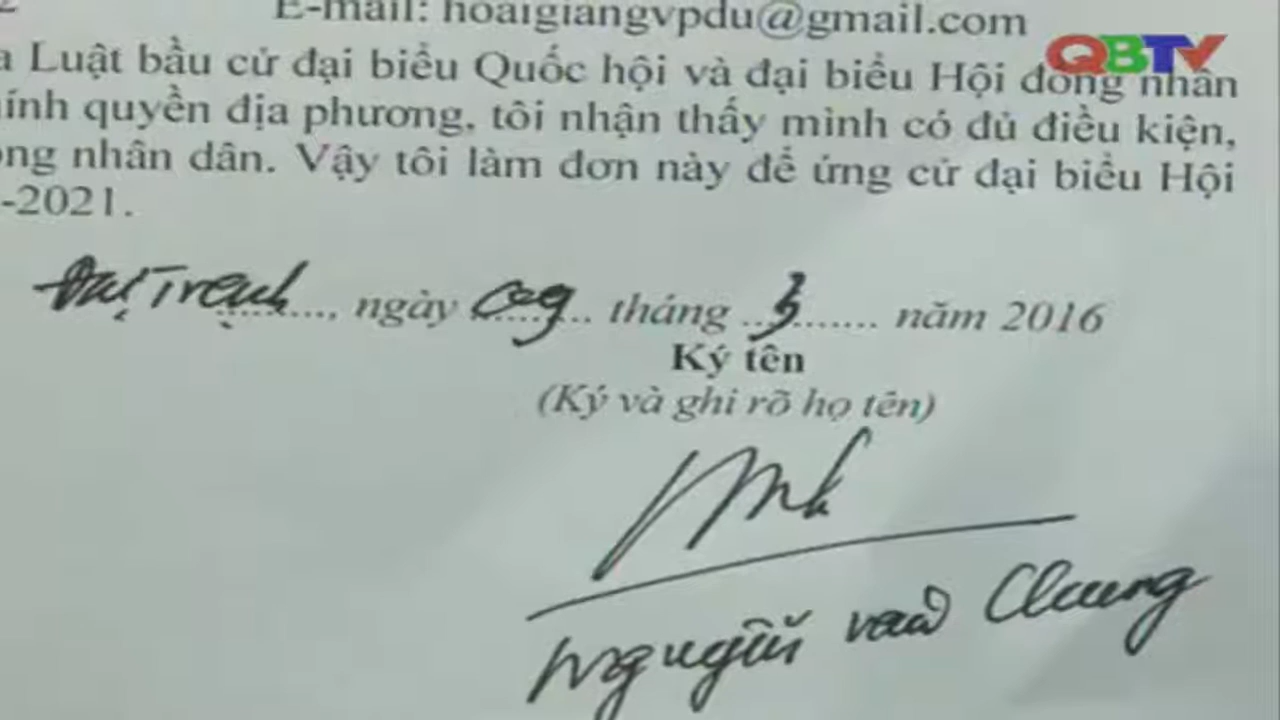 E-mail: hoaigiangvpdu@gmail.com
QBTV
a Luật bầu cử đại biểu Quốc hội và đại biểu Hội đồng nhân
ính quyền địa phương, tôi nhận thấy mình có đủ điều kiện,
ng nhân dân. Vậy tôi làm đơn này để ứng cử đại biểu Hội
-2021.
Đại Trạch, ngày 09 tháng 3 năm 2016
Ký tên
(Ký và ghi rõ họ tên)
Nguyễn văn Chung